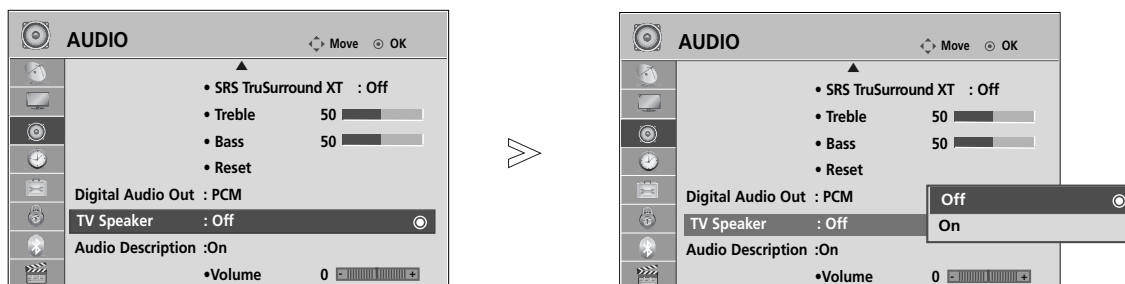 AUDIO
Move OK
• SRS TruSurround XT : Off
• Treble 50
• Bass 50
• Reset
Digital Audio Out : PCM
TV Speaker : Off
Audio Description :On
•Volume 0 - +
AUDIO
Move OK
• SRS TruSurround XT : Off
• Treble 50
• Bass 50
• Reset
Digital Audio Out : PCM
TV Speaker : Off
Off
On
Audio Description :On
•Volume 0 - +